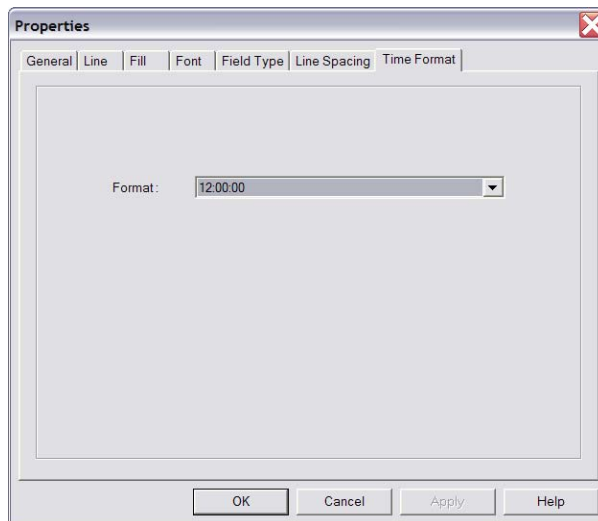 Properties
General Line Fill Font Field Type Line Spacing Time Format
Format: 12:00:00
OK Cancel Apply Help